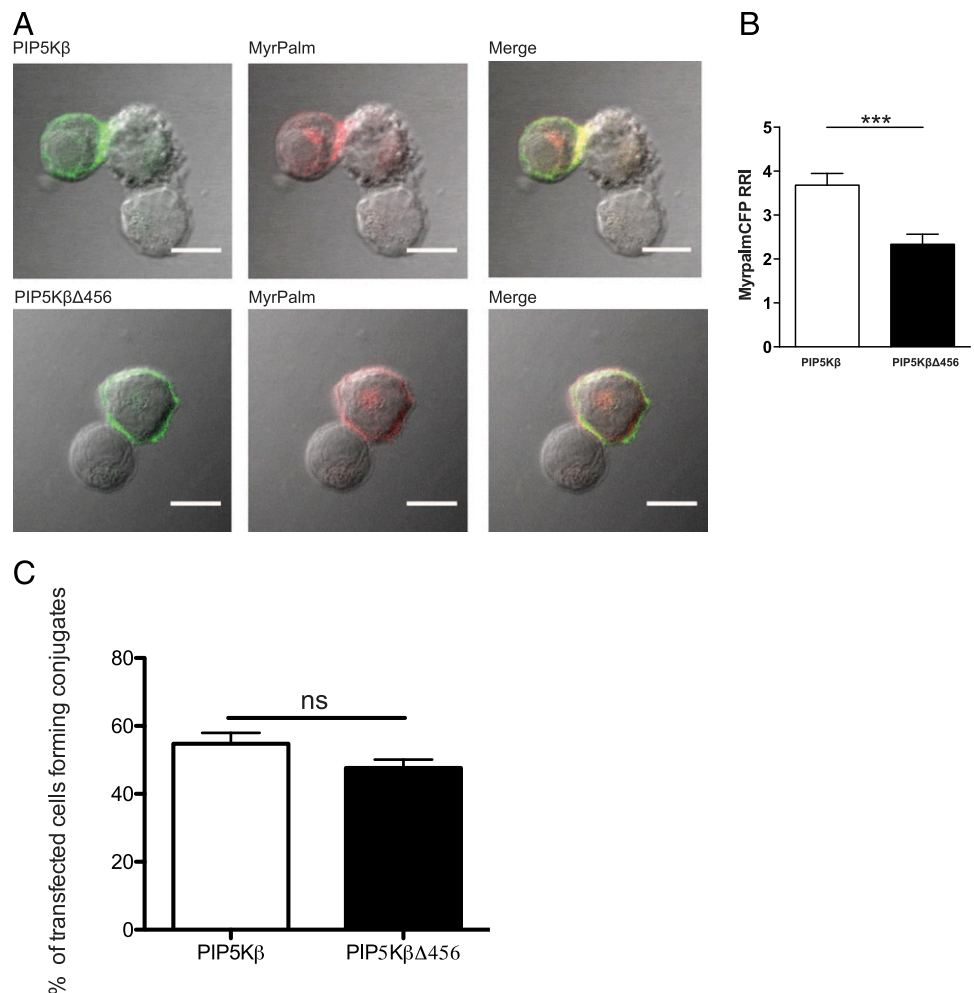 A
PIP5Kβ MyrPalm Merge
PIP5KβΔ456 MyrPalm Merge
B
MyrpalmCFP RRI
5
4
3
2
1
0
***
PIP5Kβ PIP5KβΔ456
C
% of transfected cells forming conjugates
80
60
40
20
0
ns
PIP5Kβ PIP5KβΔ456